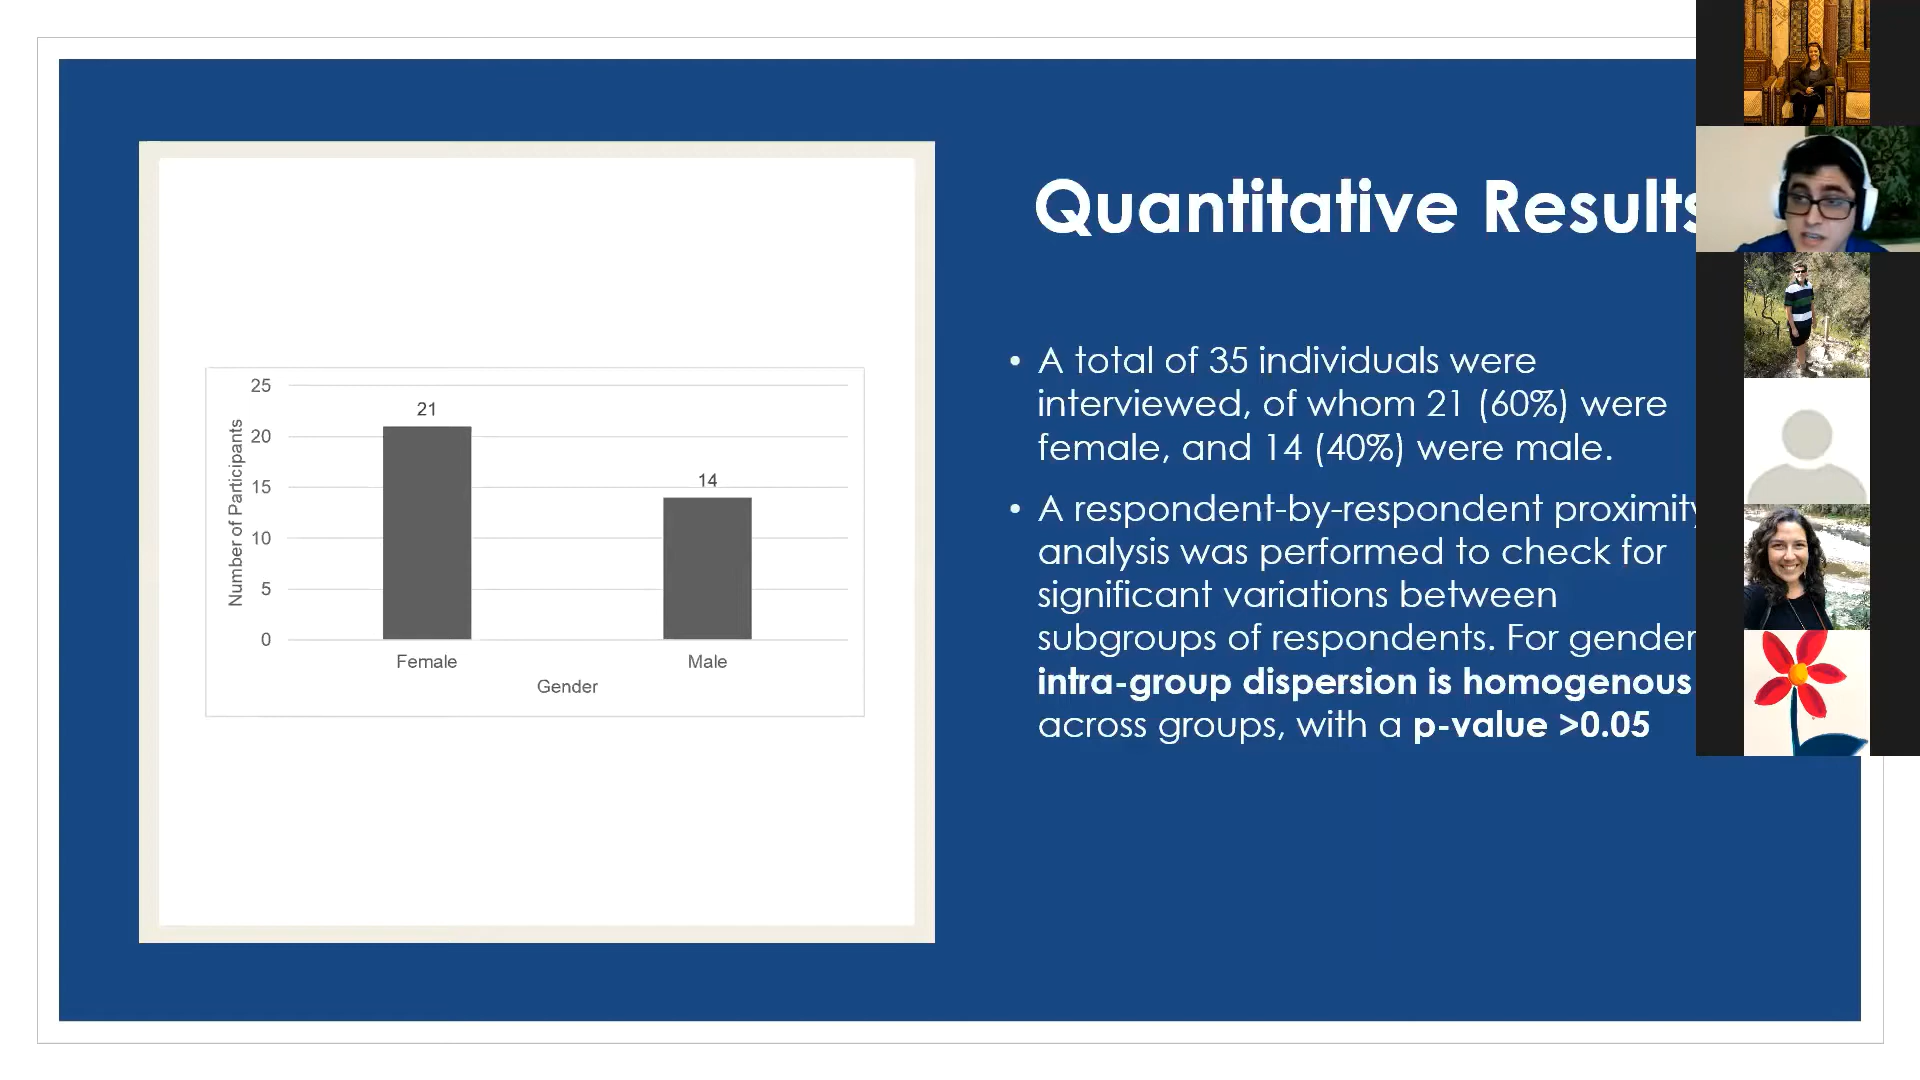 Quantitative Results
25
20
15
10
5
0
Number of Participants
21
14
Female
Male
Gender
• A total of 35 individuals were
interviewed, of whom 21 (60%) were
female, and 14 (40%) were male.
• A respondent-by-respondent proximity
analysis was performed to check for
significant variations between
subgroups of respondents. For gender
intra-group dispersion is homogenous
across groups, with a p-value >0.05